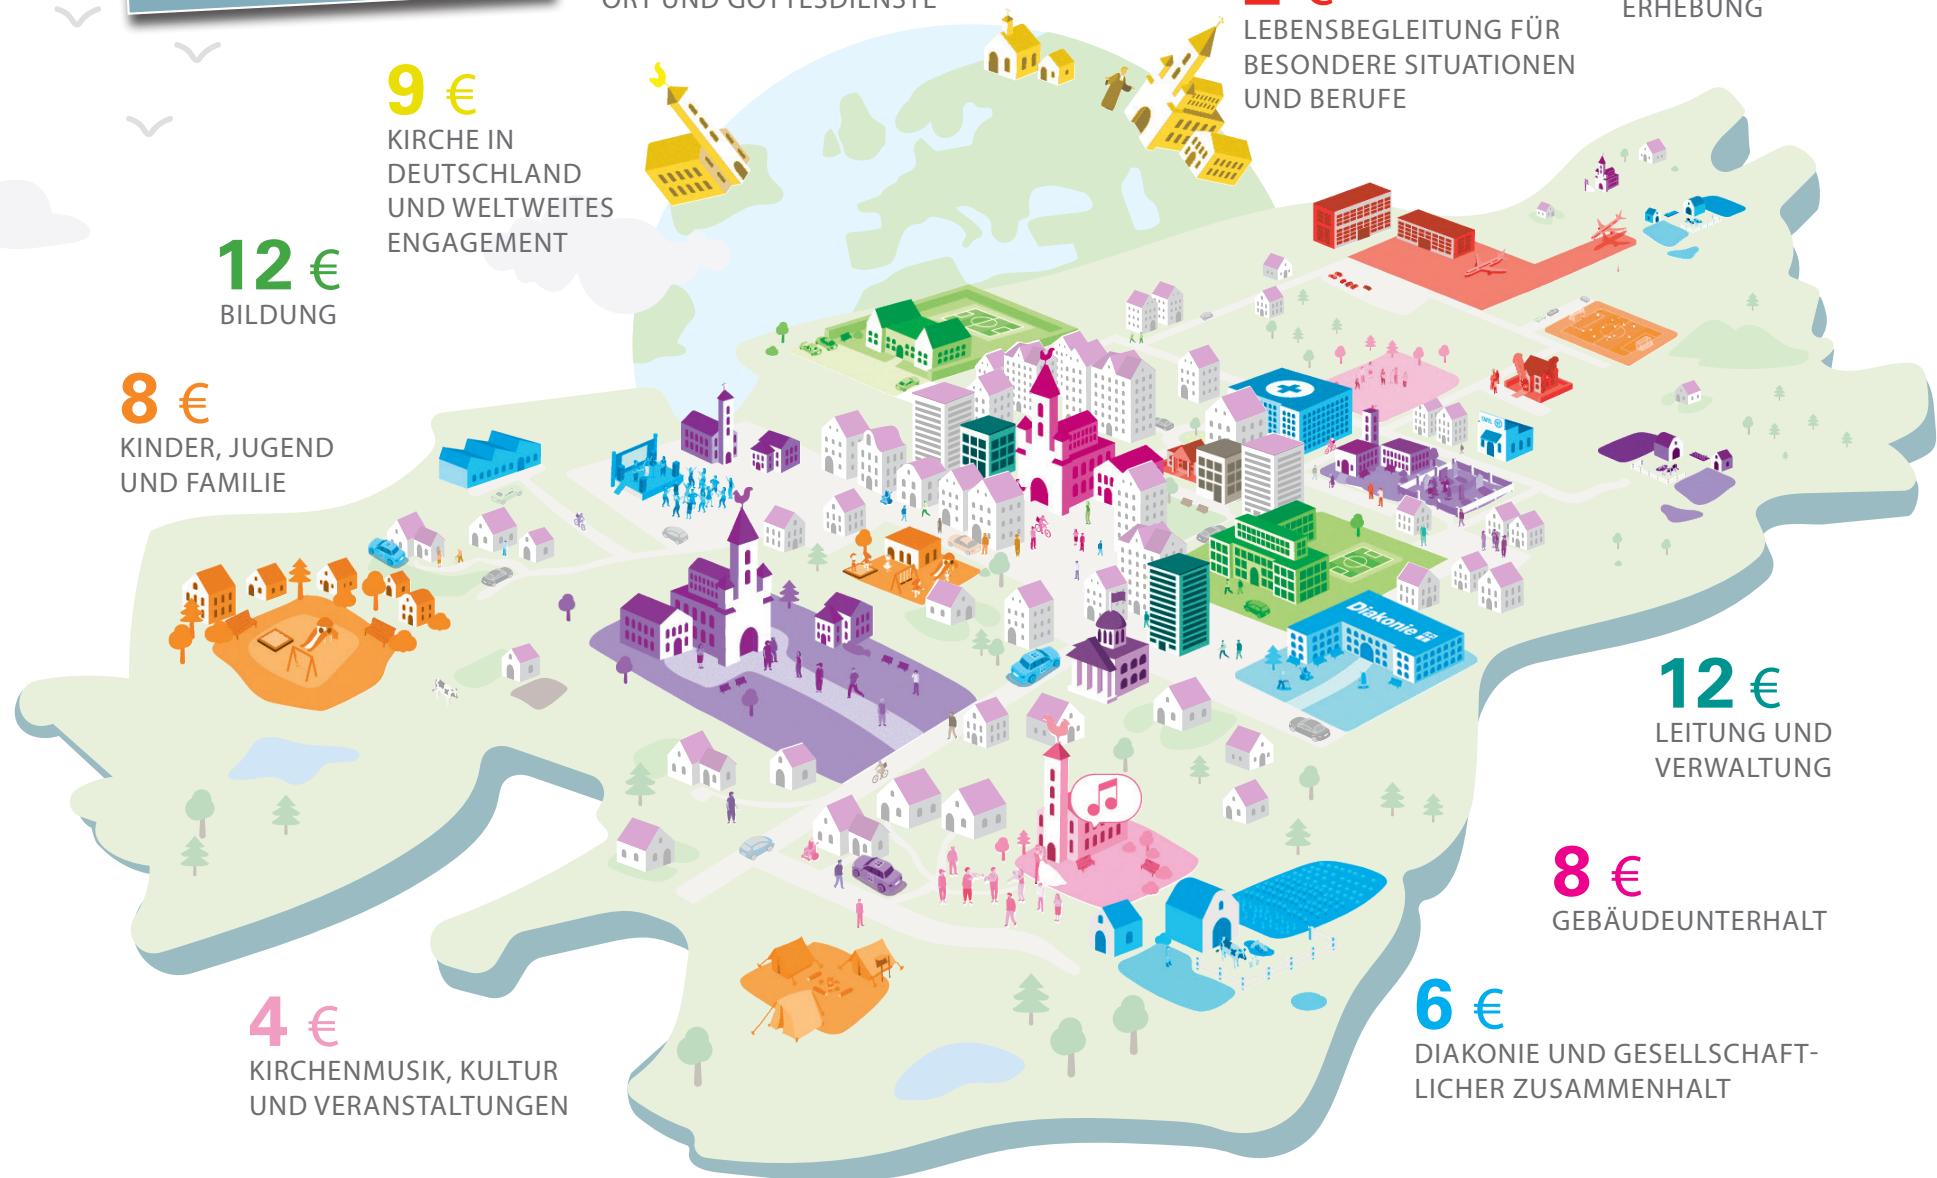 ORT UND GOTTESDIENSTE
ERHEBUNG
LEBENSBEGLEITUNG FÜR
BESONDERE SITUATIONEN
UND BERUFE
9 €
KIRCHE IN
DEUTSCHLAND
UND WELTWEITES
ENGAGEMENT
12 €
BILDUNG
8 €
KINDER, JUGEND
UND FAMILIE
Diakonie
12 €
LEITUNG UND
VERWALTUNG
8 €
GEBÄUDEUNTERHALT
6 €
DIAKONIE UND GESELLSCHAFT-
LICHER ZUSAMMENHALT
4 €
KIRCHENMUSIK, KULTUR
UND VERANSTALTUNGEN